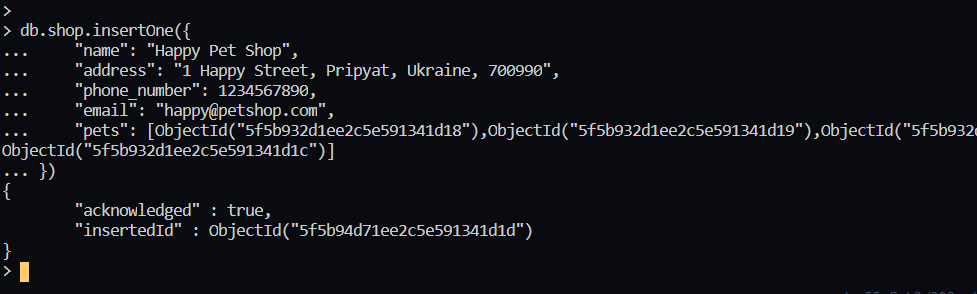 >
> db.shop.insertOne({
... "name": "Happy Pet Shop",
... "address": "1 Happy Street, Pripyat, Ukraine, 700990",
... "phone_number": 1234567890,
... "email": "happy@petshop.com",
... "pets": [ObjectId("5f5b932d1ee2c5e591341d18"),ObjectId("5f5b932d1ee2c5e591341d19"),ObjectId("5f5b932
ObjectId("5f5b932d1ee2c5e591341d1c")]
... })
{
"acknowledged" : true,
"insertedId" : ObjectId("5f5b94d71ee2c5e591341d1d")
}
>